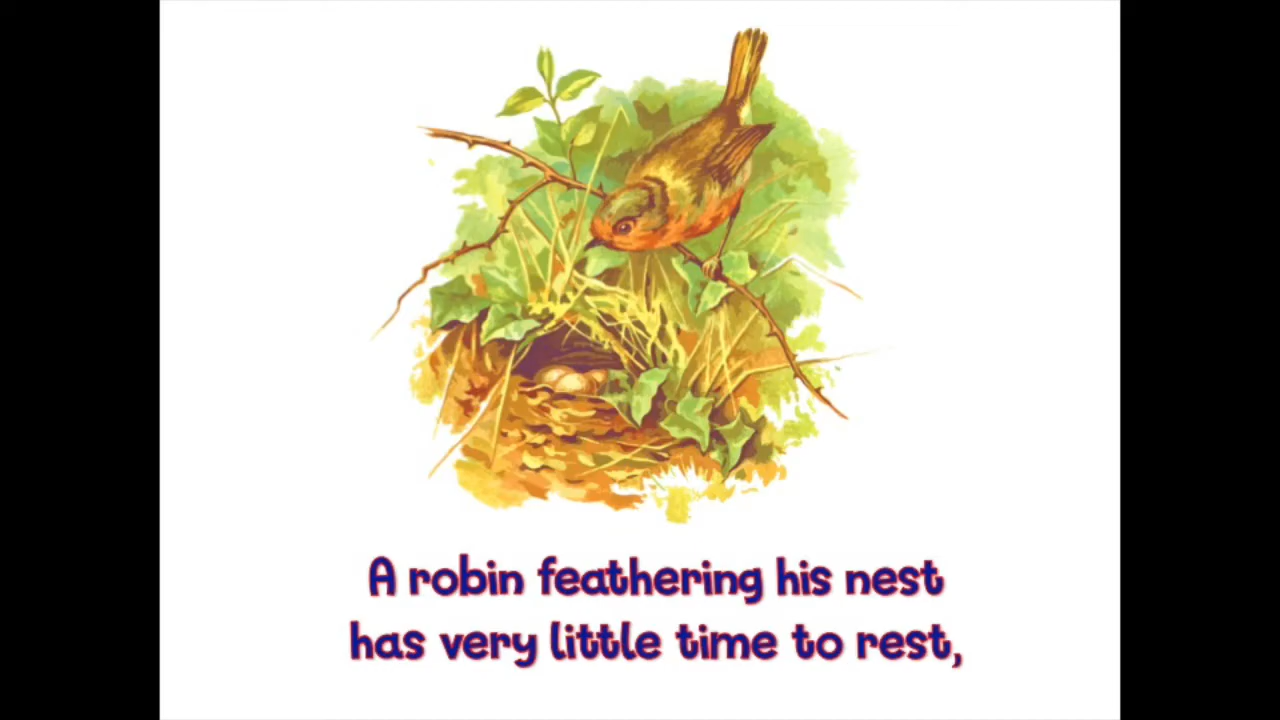 A robin feathering his nest
has very little time to rest,